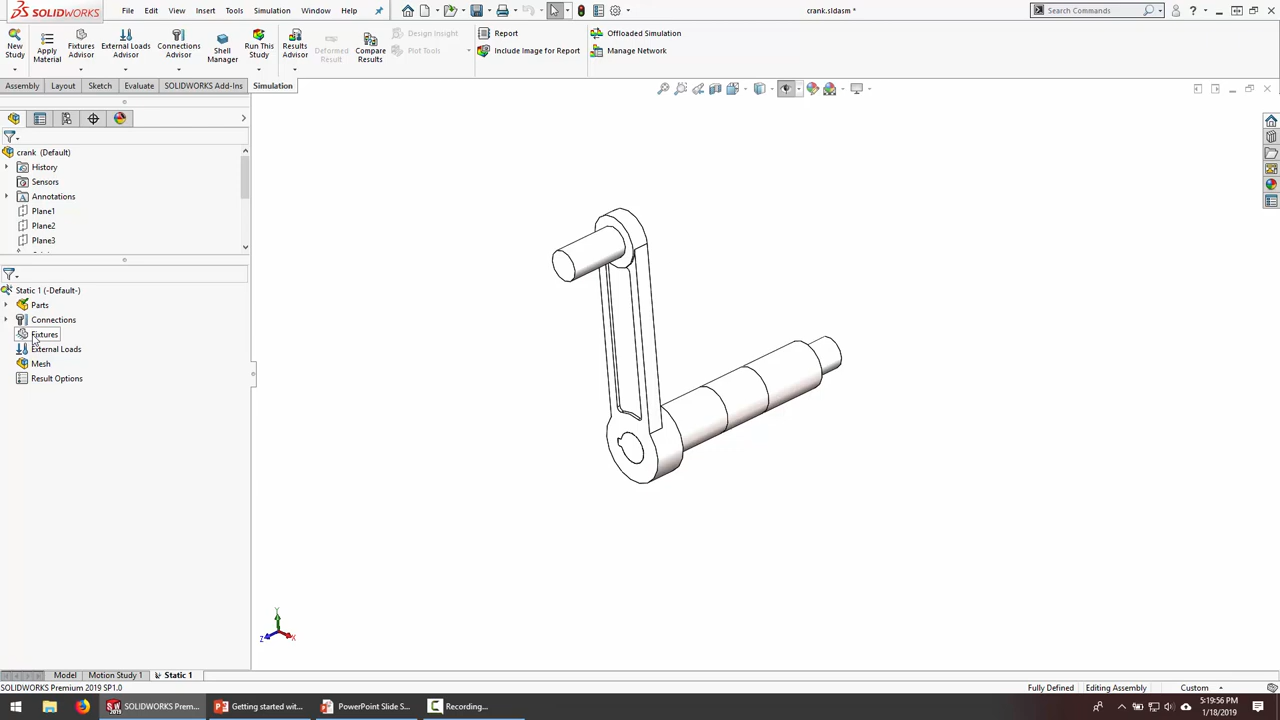 SOLIDWORKS
File Edit View Insert Tools Simulation Window Help
crank.sldasm *
Search Commands
New Study
Apply Material
Fixtures Advisor
External Loads Advisor
Connections Advisor
Shell Manager
Run This Study
Results Advisor
Deformed Result
Compare Results
Design Insight
Plot Tools
Report
Include Image for Report
Offloaded Simulation
Manage Network
Assembly Layout Sketch Evaluate SOLIDWORKS Add-Ins Simulation
crank (Default)
History
Sensors
Annotations
Plane1
Plane2
Plane3
Static 1 (-Default-)
Parts
Connections
Fixtures
External Loads
Mesh
Result Options
Y
Z
X
Model Motion Study 1 Static 1
SOLIDWORKS Premium 2019 SP1.0
Fully Defined Editing Assembly Custom
SOLIDWORKS Prem...
Getting started wit...
PowerPoint Slide S...
Recording...
5:19:56 PM
1/18/2019